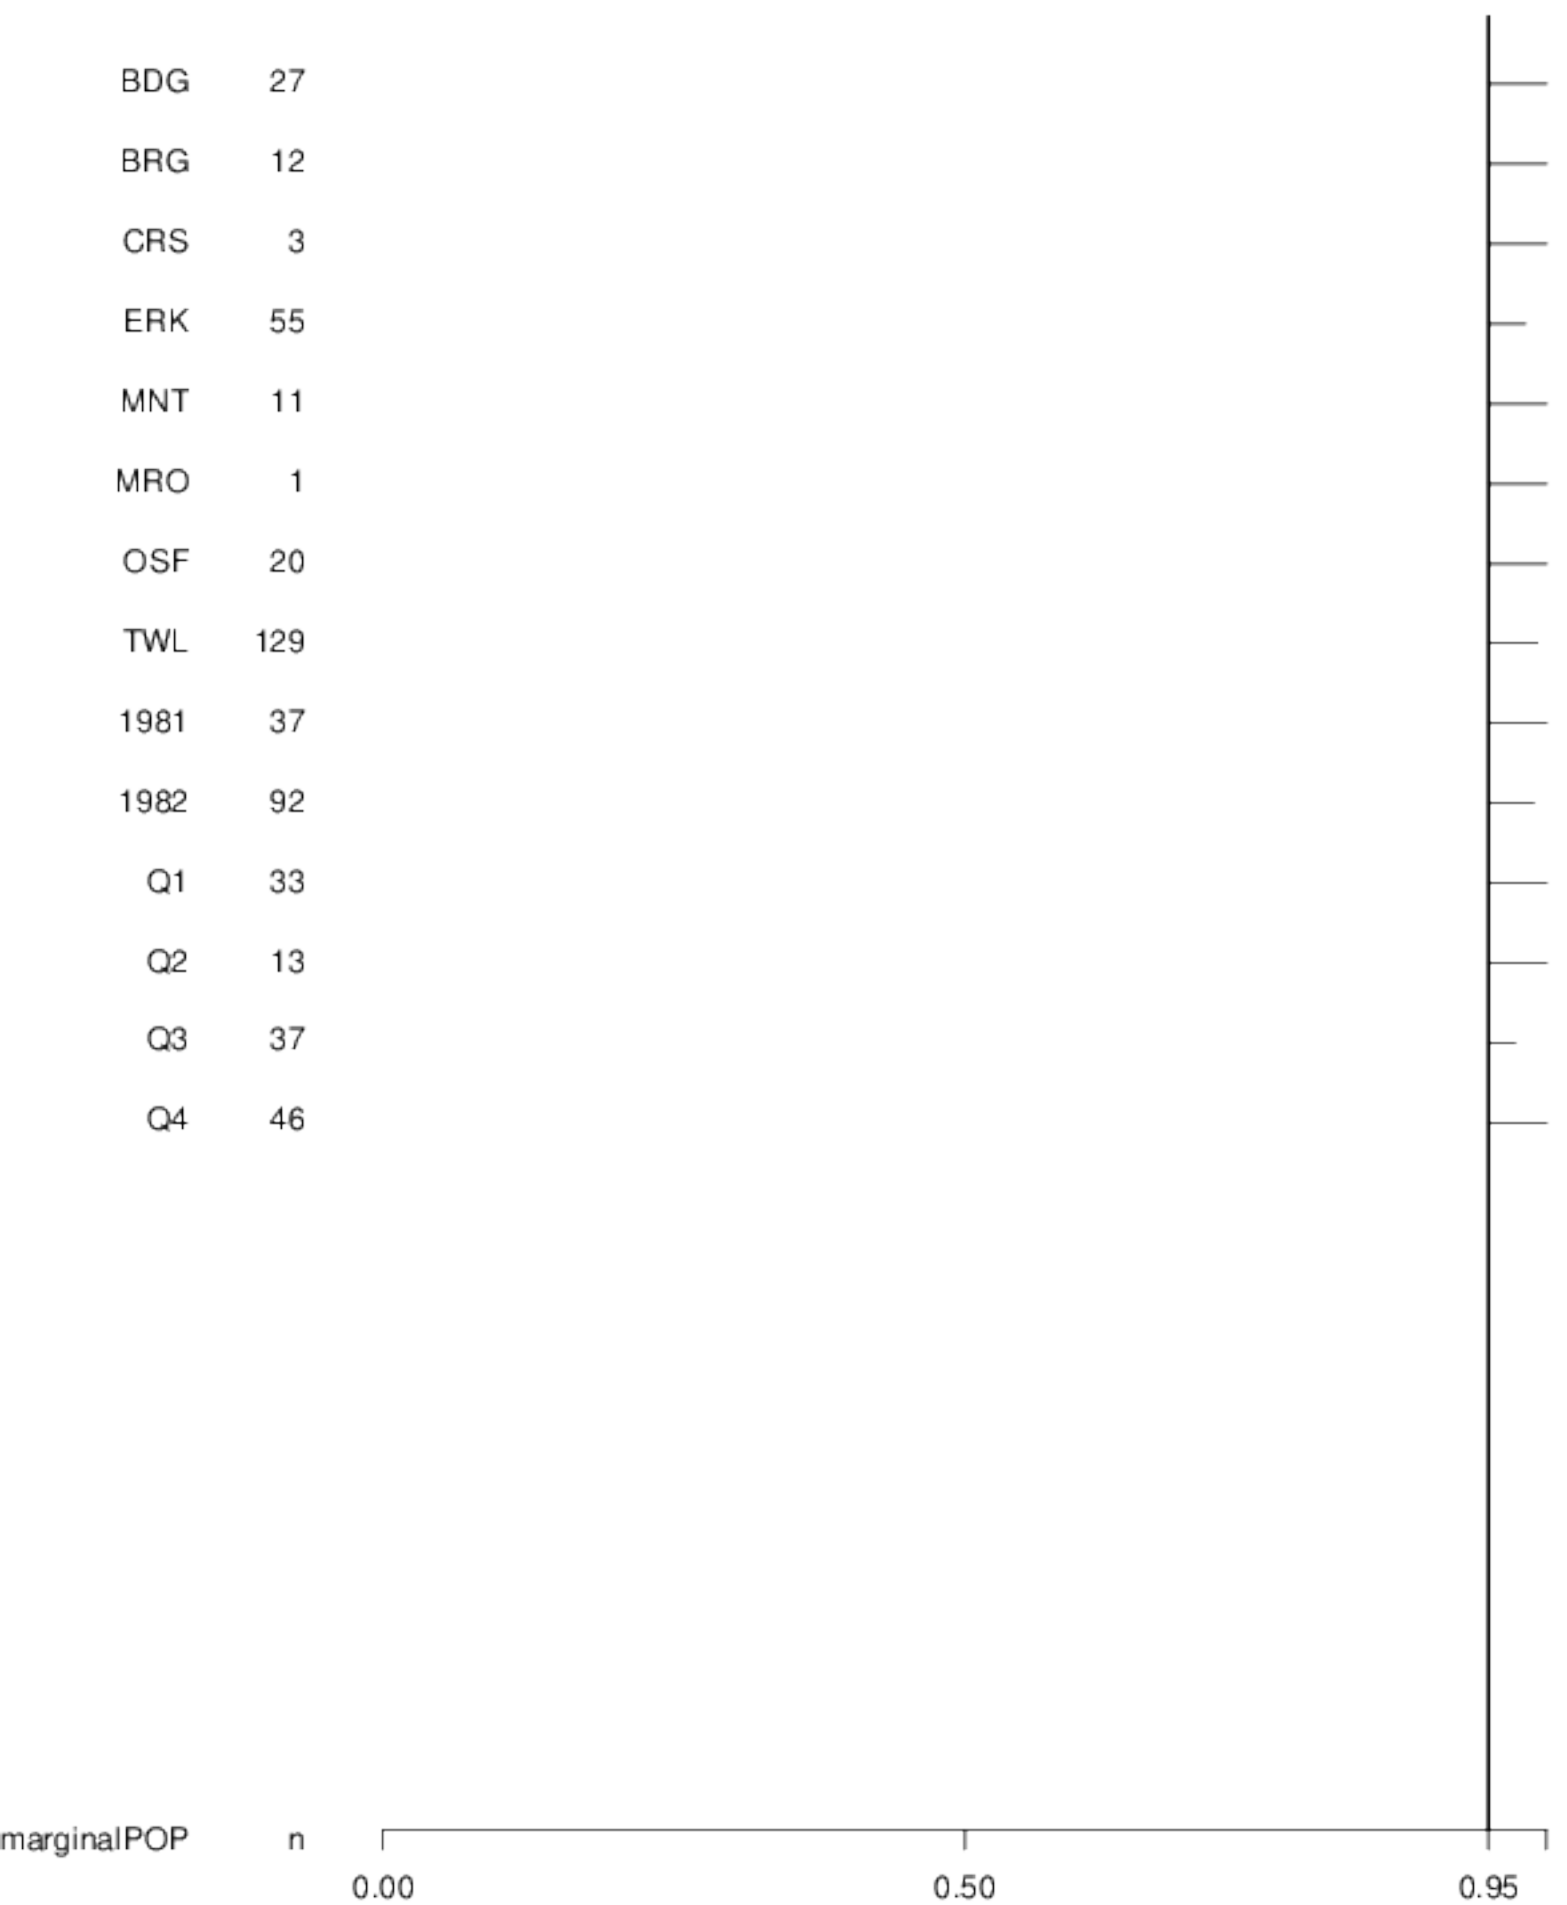 BDG 27
BRG 12
CRS 3
ERK 55
MNT 11
MRO 1
OSF 20
TWL 129
1981 37
1982 92
Q1 33
Q2 13
Q3 37
Q4 46
marginalPOP n
0.00 0.50 0.95